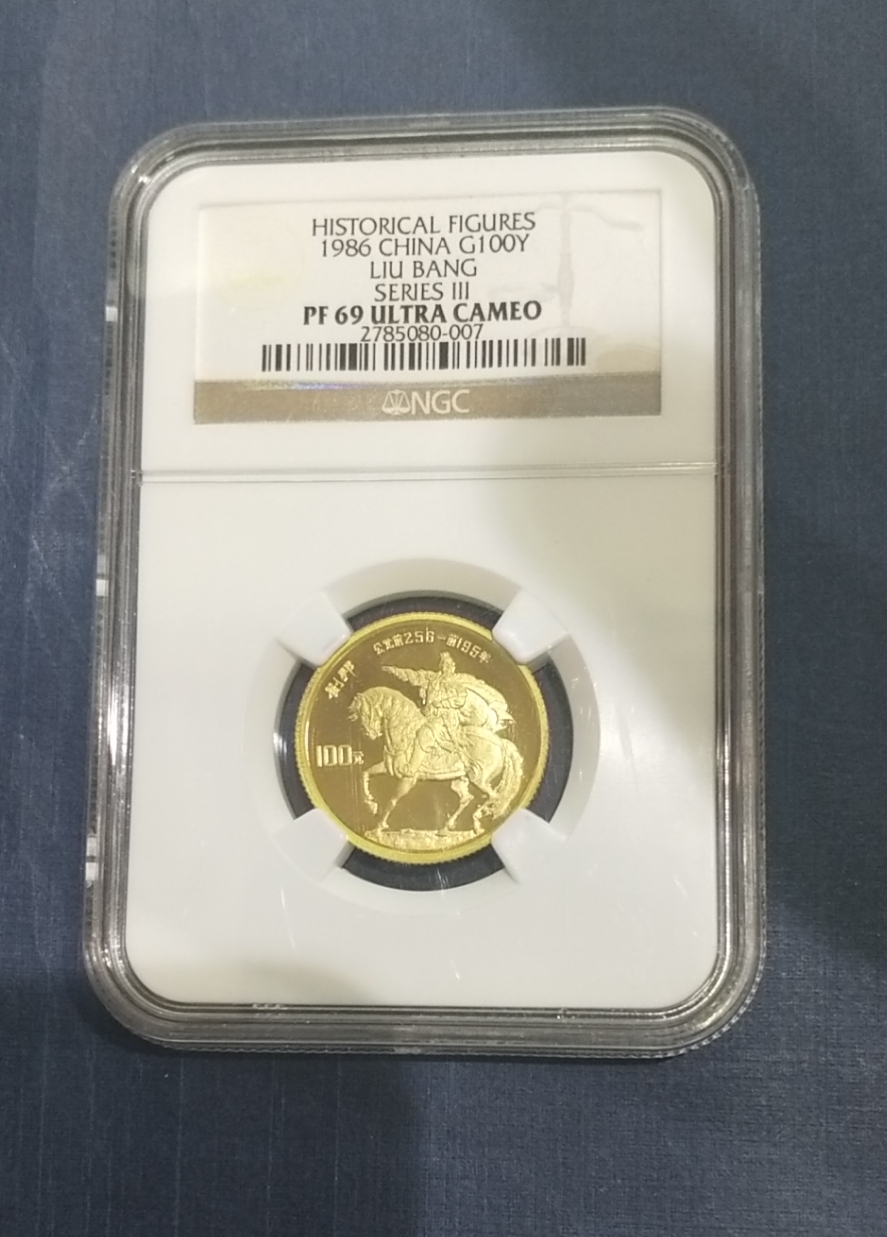 HISTORICAL FIGURES
1986 CHINA G100Y
LIU BANG
SERIES III
PF 69 ULTRA CAMEO
2785080-007
NGC
公元前256-前195年
刘邦
100元